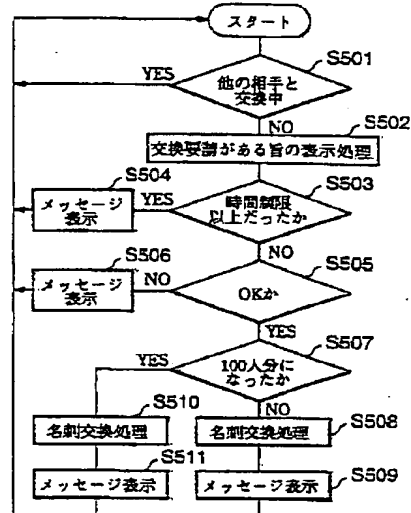 スタート
S501
YES
他の相手と
交換中
NO
S502
交換要請がある旨の表示処理
S504
S503
メッセージ
表示
YES
時間制限
以上だったか
NO
S506
S505
メッセージ
表示
NO
OKか
YES
S507
YES
100人分に
なったか
S510
NO
名刺交換処理
名刺交換処理
S508
S511
メッセージ表示
メッセージ表示
S509